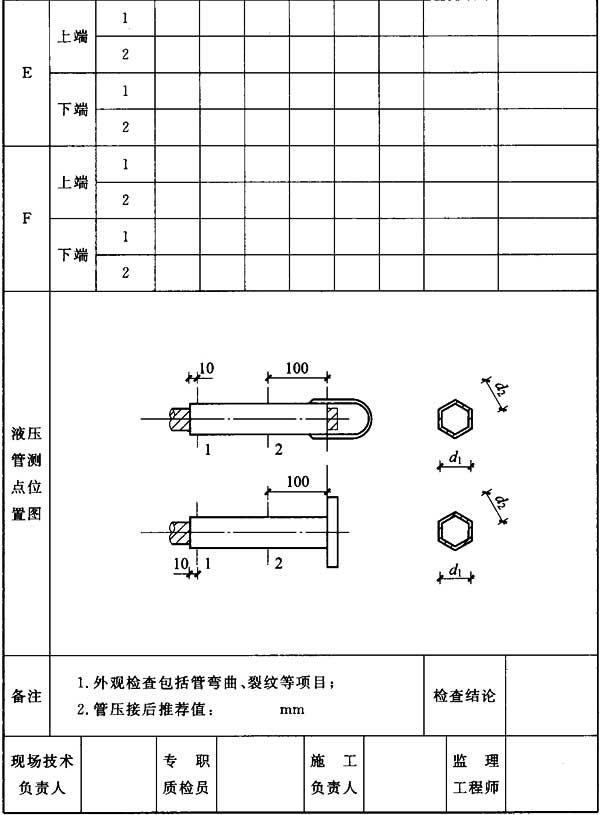 E
上端
1
2
下端
1
2
F
上端
1
2
下端
1
2
液压
管测
点位
置图
10
100
1
2
d1
d2
100
10
1
2
d1
d2
备注
1.外观检查包括管弯曲、裂纹等项目;
2.管压接后推荐值: mm
检查结论
现场技术
负责人
专 职
质检员
施 工
负责人
监 理
工程师